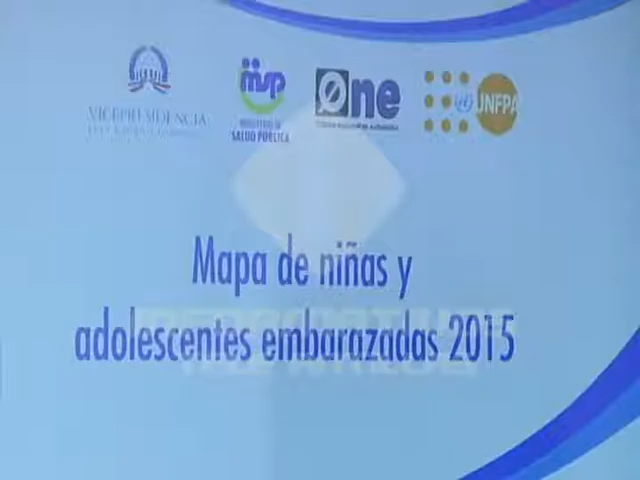 VICEPRESIDENCIA
msp
MINISTERIO DE
SALUD PÚBLICA
One
UNFPA
Mapa de niñas y
adolescentes embarazadas 2015